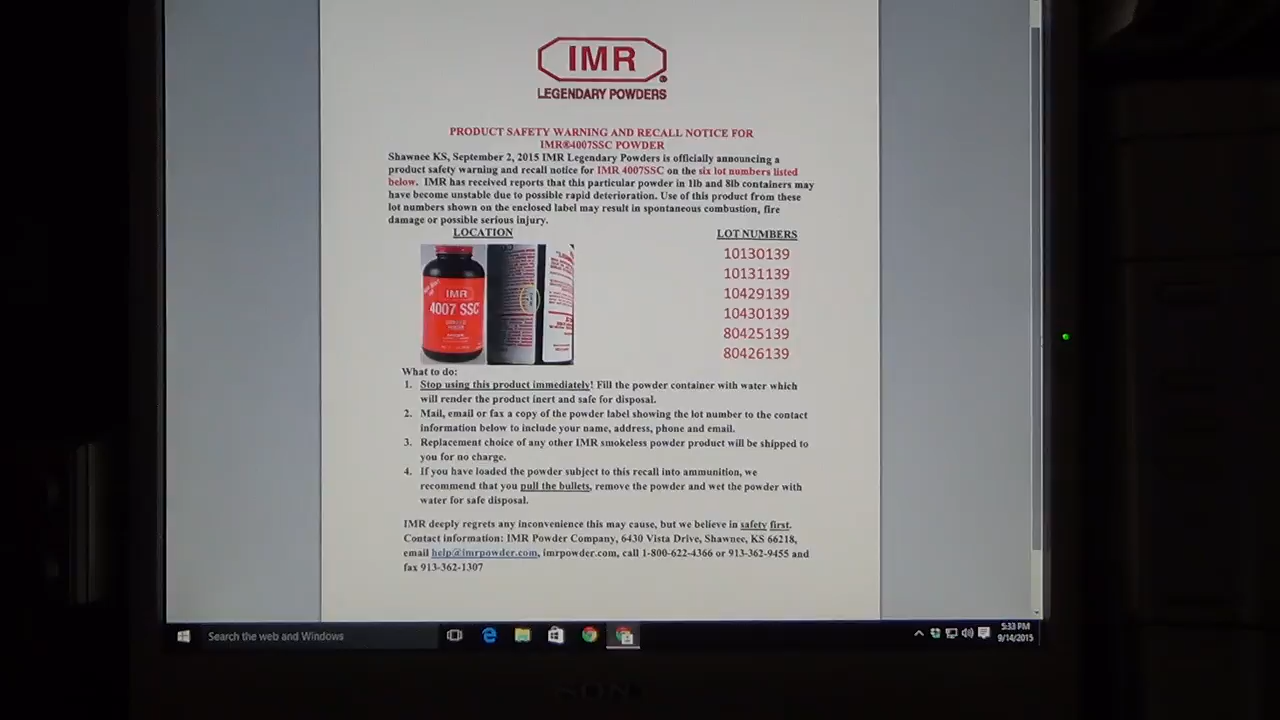 IMR
®
LEGENDARY POWDERS
PRODUCT SAFETY WARNING AND RECALL NOTICE FOR
IMR®4007SSC POWDER
Shawnee KS, September 2, 2015 IMR Legendary Powders is officially announcing a
product safety warning and recall notice for IMR 4007SSC on the six lot numbers listed
below. IMR has received reports that this particular powder in 1lb and 8lb containers may
have become unstable due to possible rapid deterioration. Use of this product from these
lot numbers shown on the enclosed label may result in spontaneous combustion, fire
damage or possible serious injury.
LOCATION
LOT NUMBERS
10130139
10131139
10429139
10430139
80425139
80426139
IMR
4007 SSC
What to do:
1. Stop using this product immediately! Fill the powder container with water which
will render the product inert and safe for disposal.
2. Mail, email or fax a copy of the powder label showing the lot number to the contact
information below to include your name, address, phone and email.
3. Replacement choice of any other IMR smokeless powder product will be shipped to
you for no charge.
4. If you have loaded the powder subject to this recall into ammunition, we
recommend that you pull the bullets, remove the powder and wet the powder with
water for safe disposal.
IMR deeply regrets any inconvenience this may cause, but we believe in safety first.
Contact information: IMR Powder Company, 6430 Vista Drive, Shawnee, KS 66218,
email help@imrpowder.com, imrpowder.com, call 1-800-622-4366 or 913-362-9455 and
fax 913-362-1307
Search the web and Windows
5:33 PM
9/14/2015
SONY